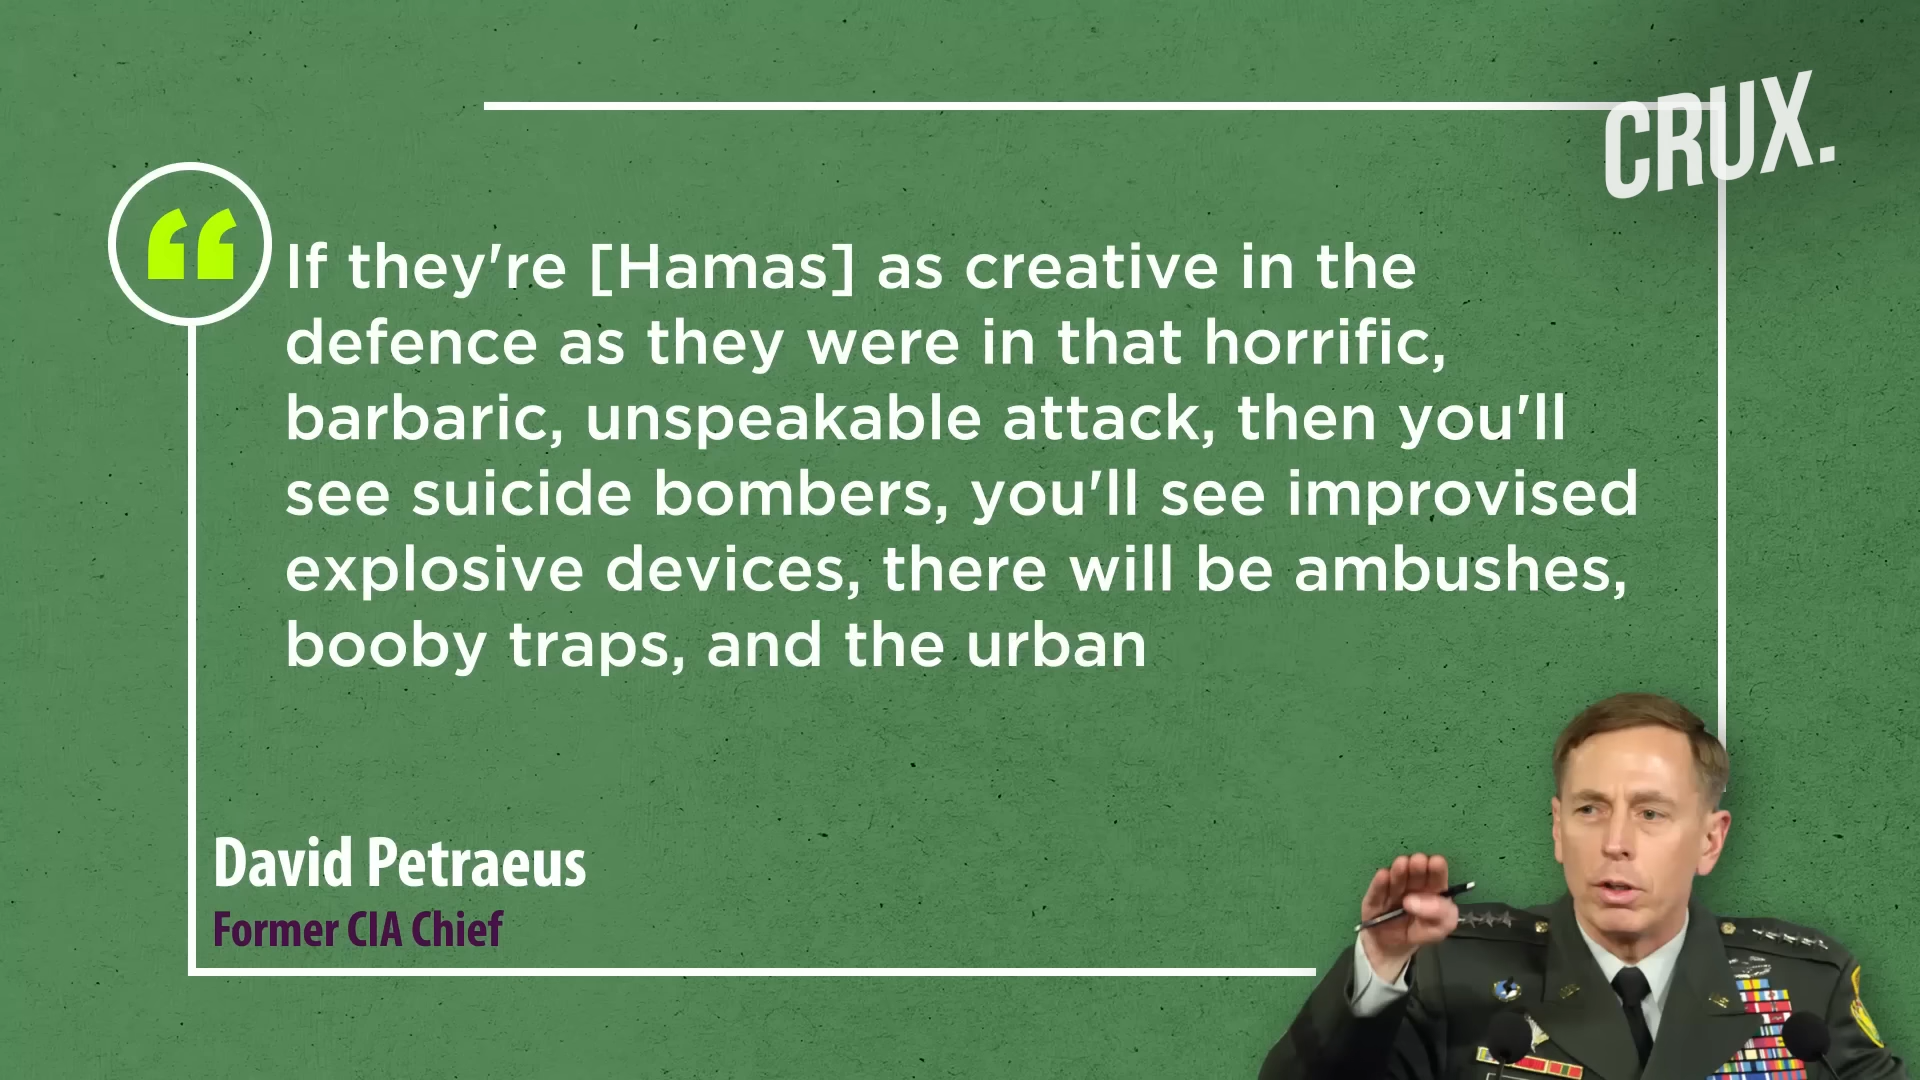 CRUX.
“
If they're [Hamas] as creative in the
defence as they were in that horrific,
barbaric, unspeakable attack, then you'll
see suicide bombers, you'll see improvised
explosive devices, there will be ambushes,
booby traps, and the urban
David Petraeus
Former CIA Chief